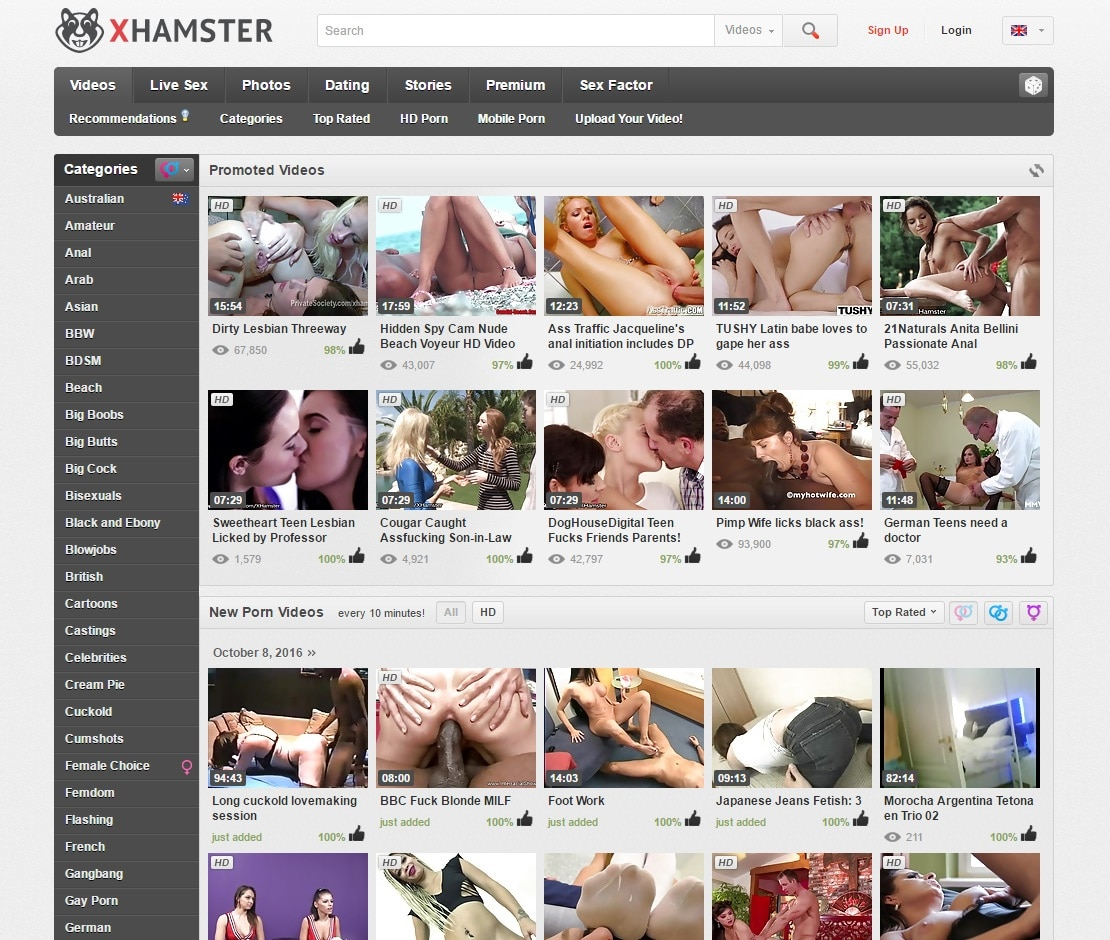 XHAMSTER
Search
Videos
Sign Up
Login
Videos
Live Sex
Photos
Dating
Stories
Premium
Sex Factor
Recommendations
Categories
Top Rated
HD Porn
Mobile Porn
Upload Your Video!
Categories
Australian
Amateur
Anal
Arab
Asian
BBW
BDSM
Beach
Big Boobs
Big Butts
Big Cock
Bisexuals
Black and Ebony
Blowjobs
British
Cartoons
Castings
Celebrities
Cream Pie
Cuckold
Cumshots
Female Choice
Femdom
Flashing
French
Gangbang
Gay Porn
German
Promoted Videos
HD
15:54
Dirty Lesbian Threeway
67,850
98%
HD
17:59
Hidden Spy Cam Nude
Beach Voyeur HD Video
43,007
97%
12:23
Ass Traffic Jacqueline's
anal initiation includes DP
24,992
100%
HD
11:52
TUSHY
TUSHY Latin babe loves to
gape her ass
44,098
99%
HD
07:31
21Naturals Anita Bellini
Passionate Anal
55,032
98%
HD
07:29
Sweetheart Teen Lesbian
Licked by Professor
1,579
100%
HD
07:29
Cougar Caught
Assfucking Son-in-Law
4,921
100%
HD
07:29
DogHouseDigital Teen
Fucks Friends Parents!
42,797
97%
14:00
©myhotwife.com
Pimp Wife licks black ass!
93,900
97%
HD
11:48
German Teens need a
doctor
7,031
93%
New Porn Videos
every 10 minutes!
All
HD
Top Rated
October 8, 2016 »
94:43
Long cuckold lovemaking
session
just added
100%
HD
08:00
BBC Fuck Blonde MILF
just added
100%
14:03
Foot Work
just added
100%
09:13
Japanese Jeans Fetish: 3
just added
100%
82:14
Morocha Argentina Tetona
en Trio 02
211
100%
HD
HD
HD
HD